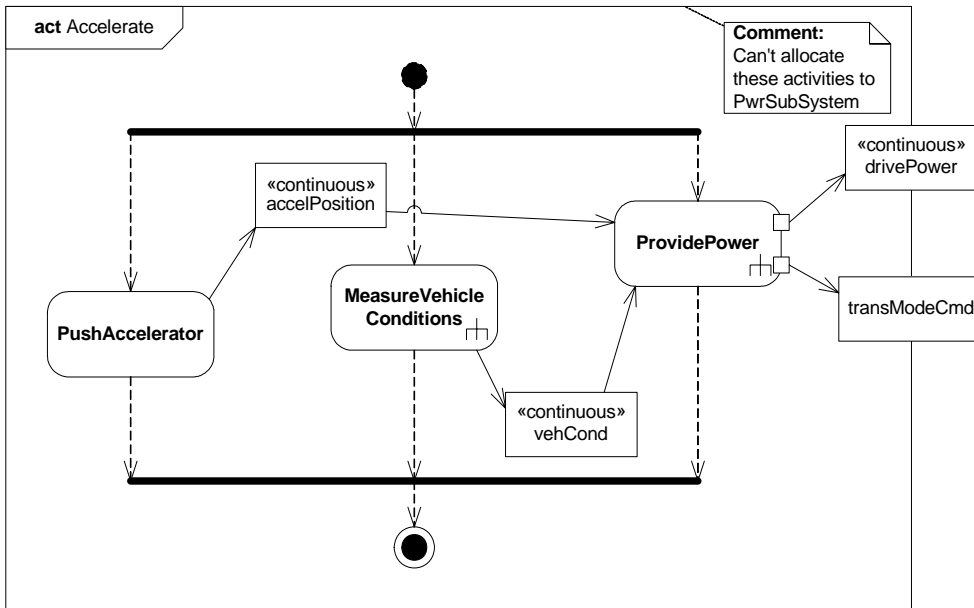 act Accelerate
Comment:
Can't allocate
these activities to
PwrSubSystem
«continuous»
drivePower
«continuous»
accelPosition
ProvidePower
MeasureVehicle
Conditions
transModeCmd
PushAccelerator
«continuous»
vehCond